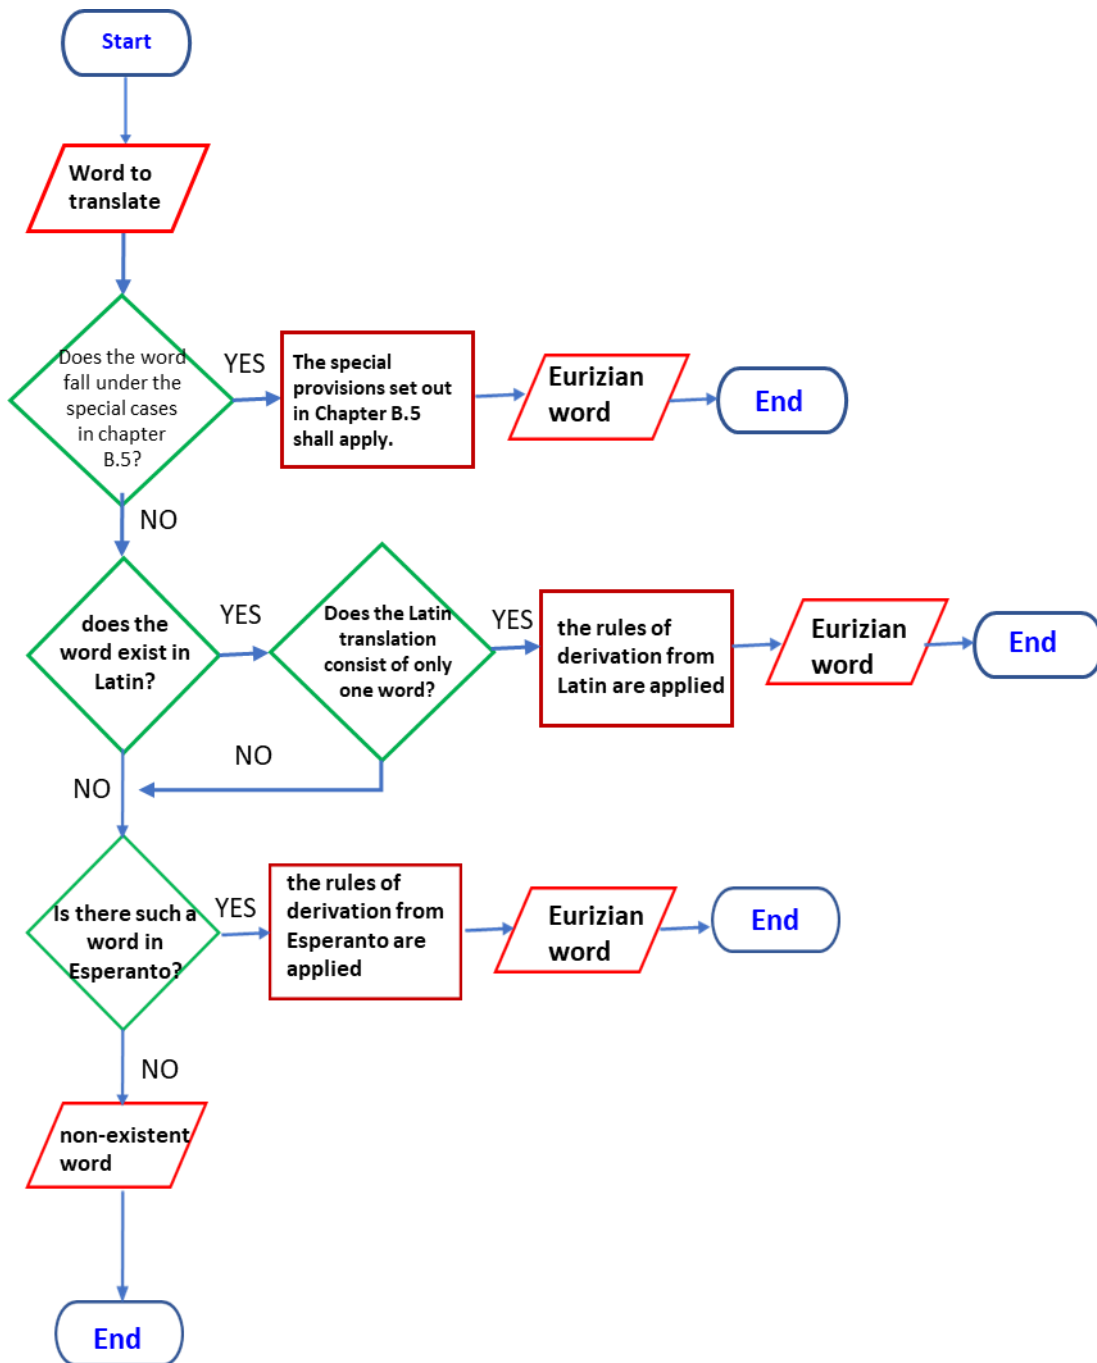 Start
Word to
translate
Does the word
fall under the
special cases
in chapter
B.5?
YES
The special
provisions set out
in Chapter B.5
shall apply.
Eurizian
word
End
NO
does the
word exist in
Latin?
YES
Does the Latin
translation
consist of only
one word?
YES
the rules of
derivation from
Latin are applied
Eurizian
word
End
NO
NO
Is there such a
word in
Esperanto?
YES
the rules of
derivation from
Esperanto are
applied
Eurizian
word
End
NO
non-existent
word
End